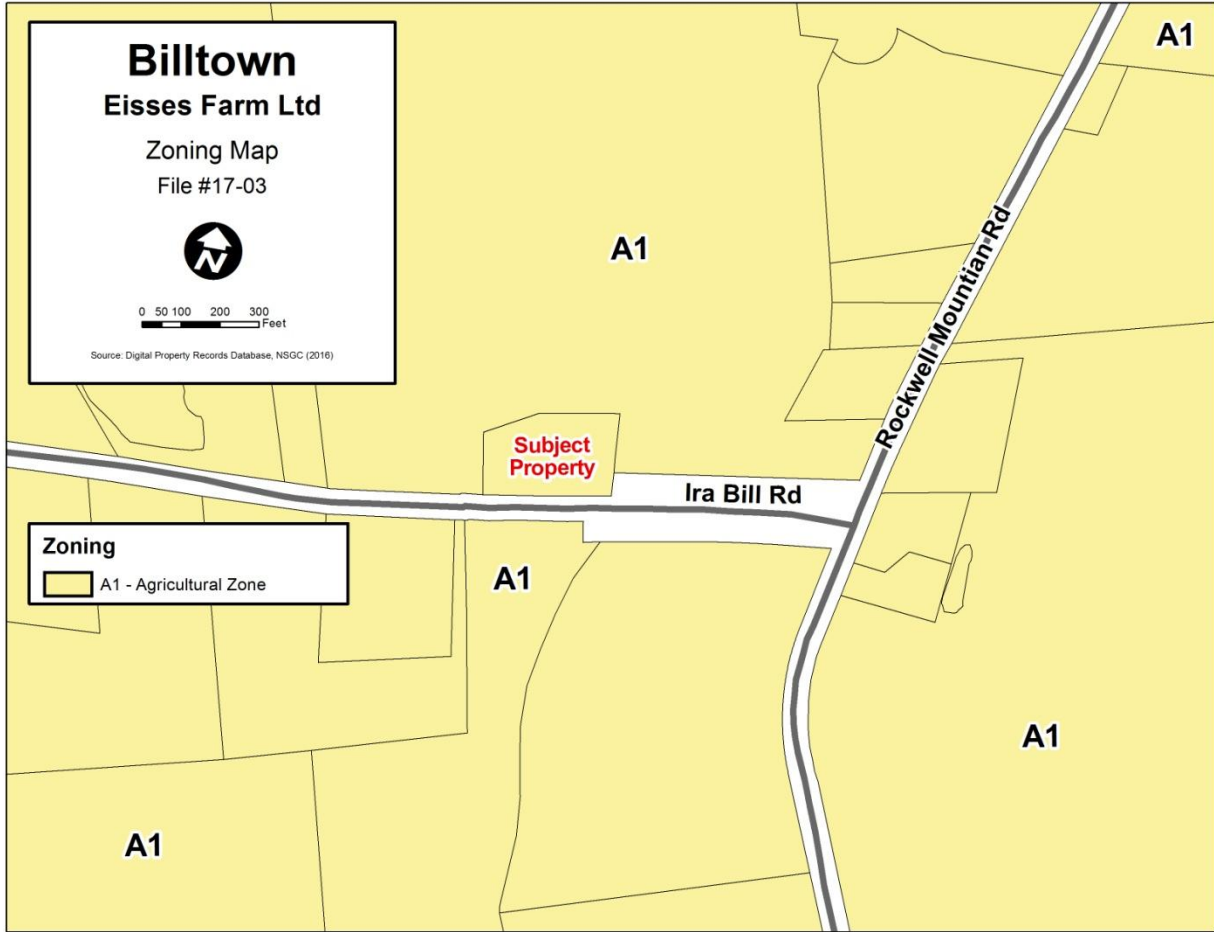 Billtown
Eisses Farm Ltd
Zoning Map
File #17-03
N
0 50 100 200 300
Feet
Source: Digital Property Records Database, NSGC (2016)
A1
A1
Rockwell Mountian Rd
Subject
Property
Ira Bill Rd
Zoning
A1 - Agricultural Zone
A1
A1
A1